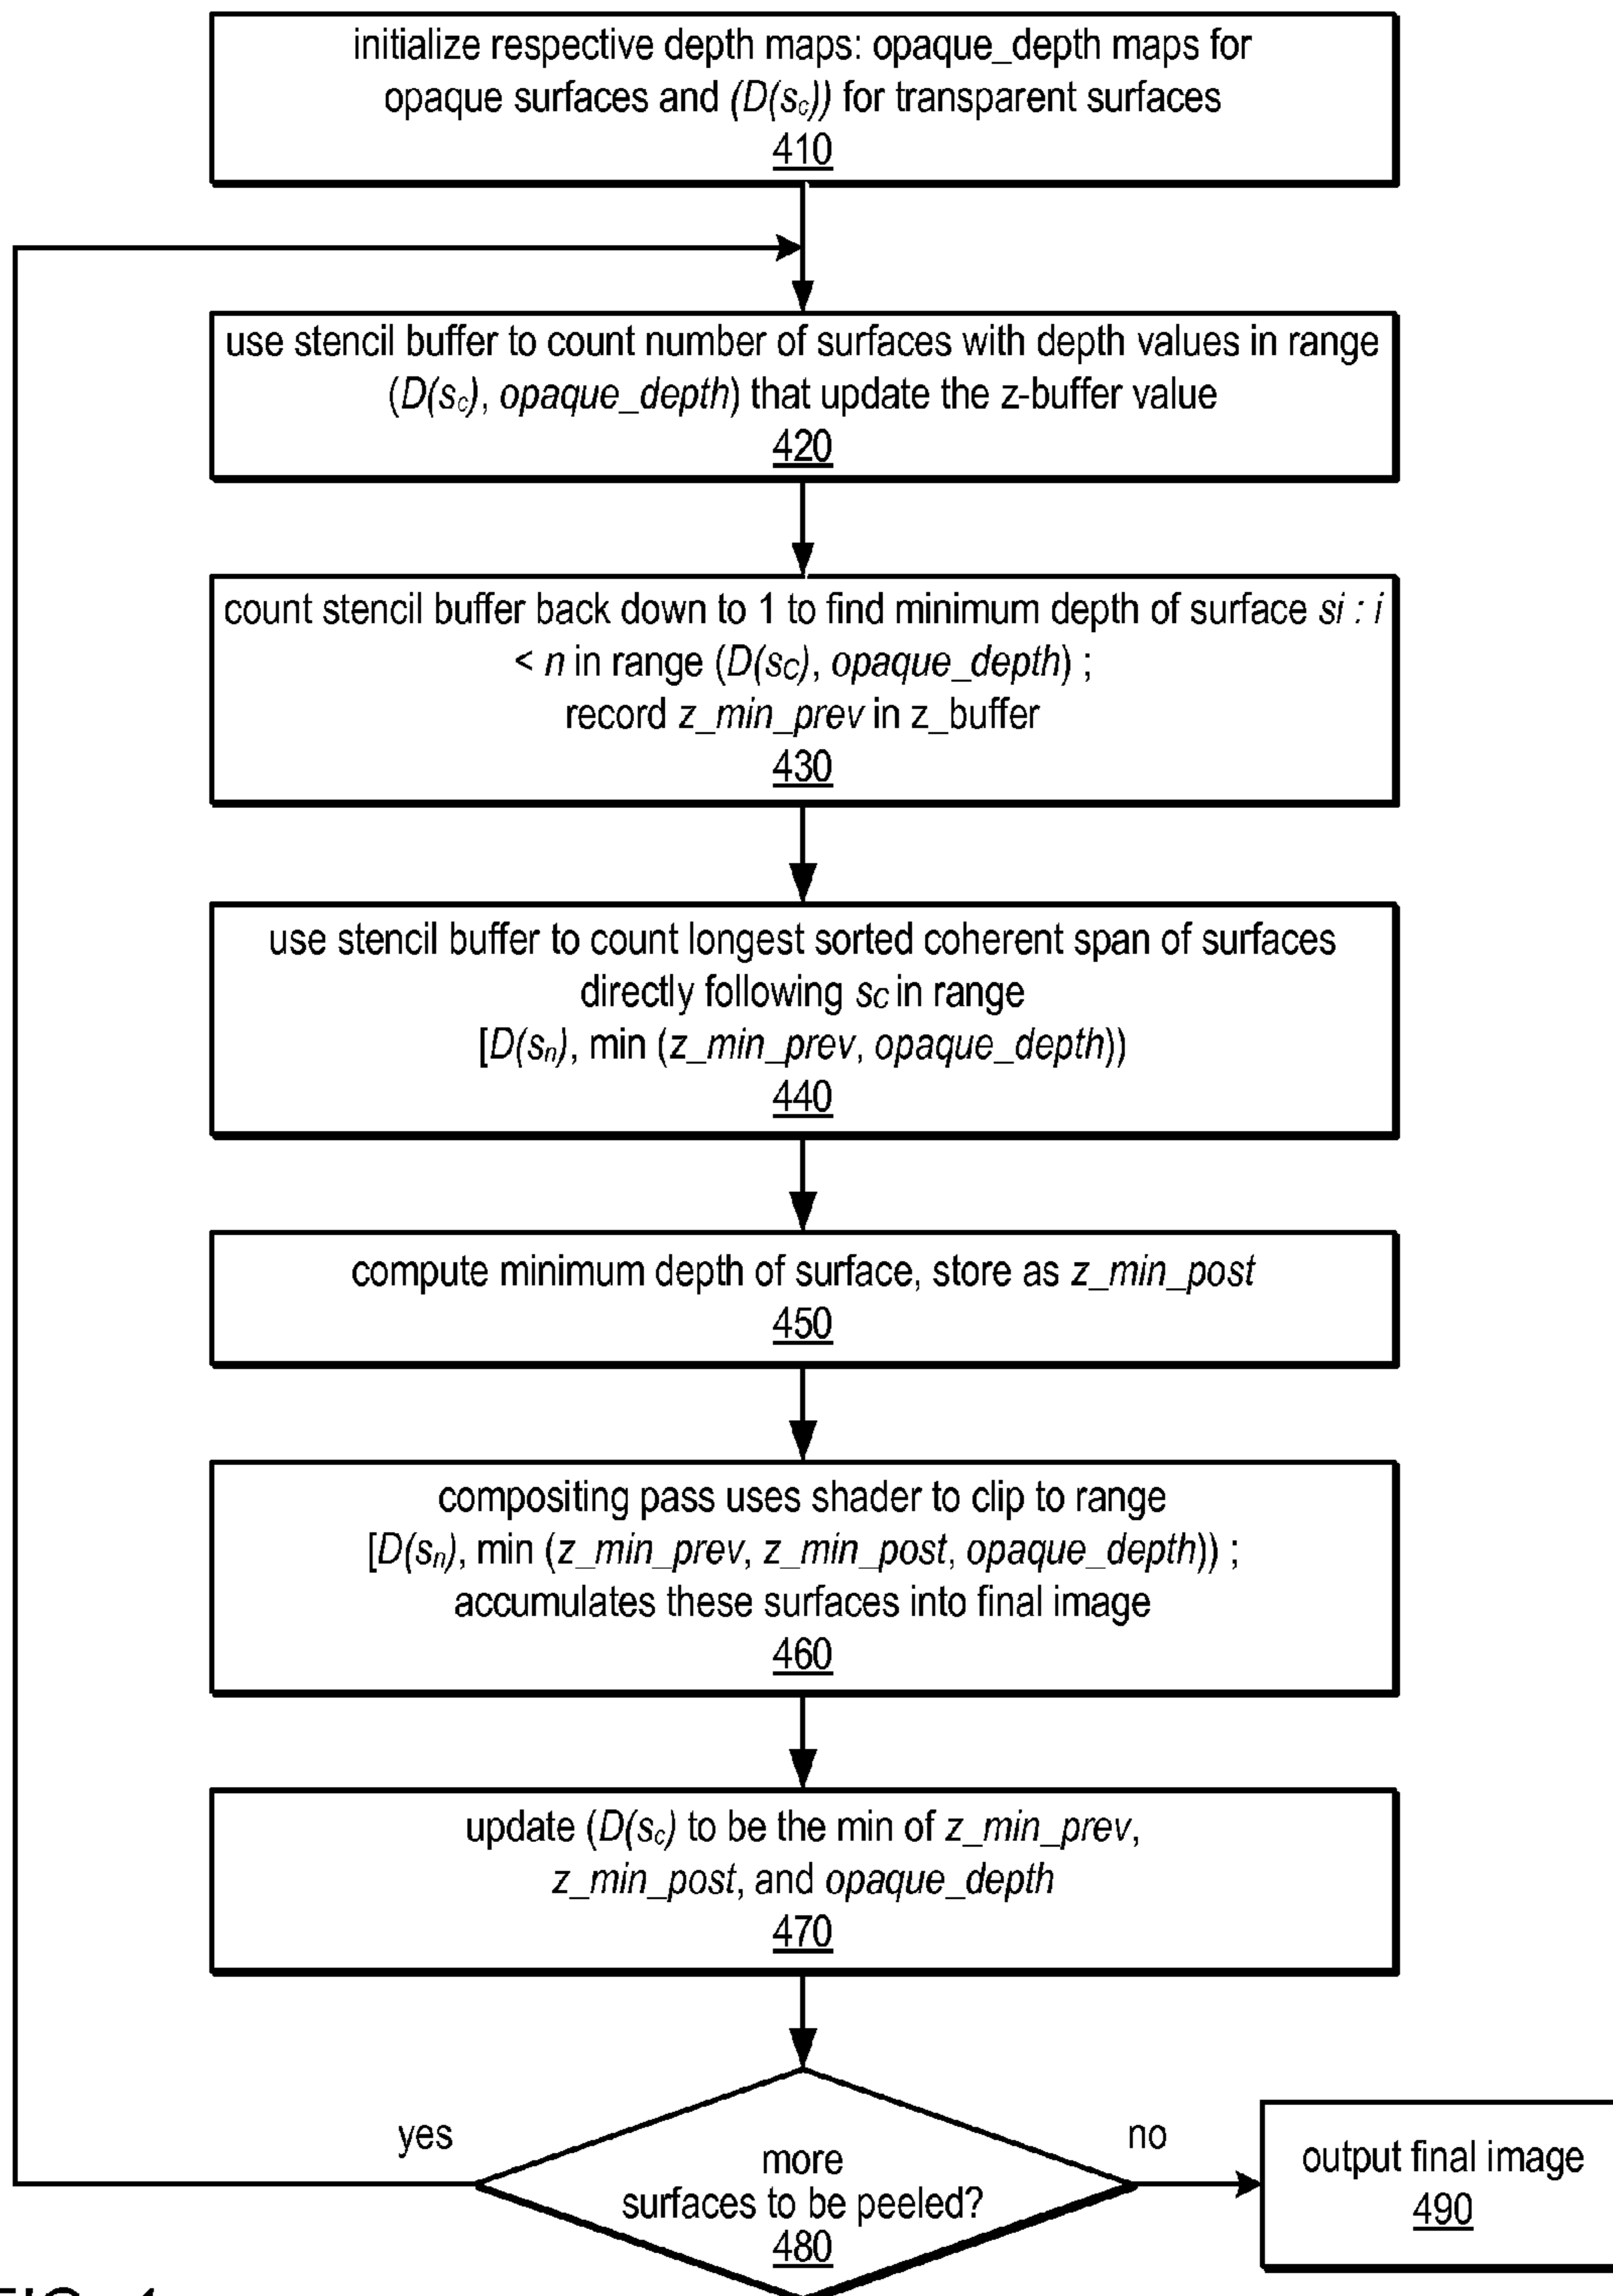 initialize respective depth maps: opaque_depth maps for
opaque surfaces and (D(sc)) for transparent surfaces
410
use stencil buffer to count number of surfaces with depth values in range
(D(sc), opaque_depth) that update the z-buffer value
420
count stencil buffer back down to 1 to find minimum depth of surface si : i
< n in range (D(sC), opaque_depth) ;
record z_min_prev in z_buffer
430
use stencil buffer to count longest sorted coherent span of surfaces
directly following sC in range
[D(sn), min (z_min_prev, opaque_depth))
440
compute minimum depth of surface, store as z_min_post
450
compositing pass uses shader to clip to range
[D(sn), min (z_min_prev, z_min_post, opaque_depth)) ;
accumulates these surfaces into final image
460
update (D(sc) to be the min of z_min_prev,
z_min_post, and opaque_depth
470
yes
more
surfaces to be peeled?
480
no
output final image
490